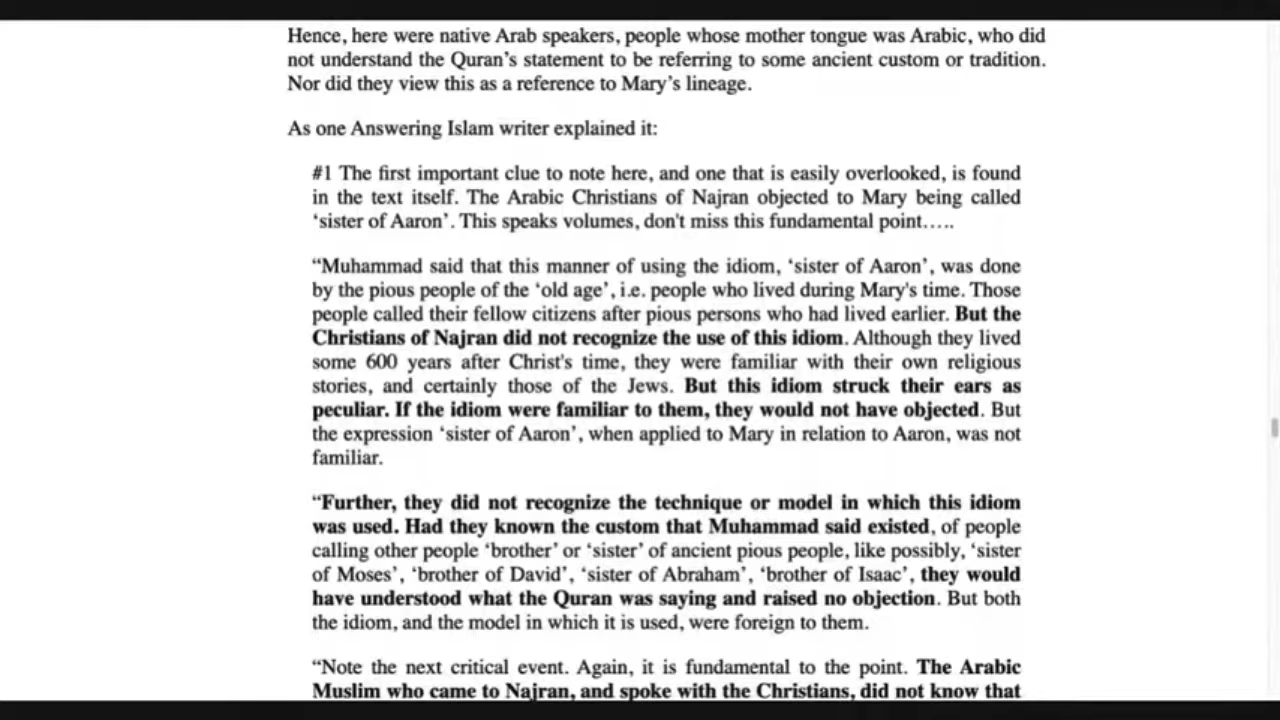 Hence, here were native Arab speakers, people whose mother tongue was Arabic, who did
not understand the Quran's statement to be referring to some ancient custom or tradition.
Nor did they view this as a reference to Mary's lineage.
As one Answering Islam writer explained it:
#1 The first important clue to note here, and one that is easily overlooked, is found
in the text itself. The Arabic Christians of Najran objected to Mary being called
‘sister of Aaron’. This speaks volumes, don't miss this fundamental point…..
“Muhammad said that this manner of using the idiom, ‘sister of Aaron’, was done
by the pious people of the ‘old age’, i.e. people who lived during Mary's time. Those
people called their fellow citizens after pious persons who had lived earlier. But the
Christians of Najran did not recognize the use of this idiom. Although they lived
some 600 years after Christ's time, they were familiar with their own religious
stories, and certainly those of the Jews. But this idiom struck their ears as
peculiar. If the idiom were familiar to them, they would not have objected. But
the expression ‘sister of Aaron’, when applied to Mary in relation to Aaron, was not
familiar.
“Further, they did not recognize the technique or model in which this idiom
was used. Had they known the custom that Muhammad said existed, of people
calling other people ‘brother’ or ‘sister’ of ancient pious people, like possibly, ‘sister
of Moses’, ‘brother of David’, ‘sister of Abraham’, ‘brother of Isaac’, they would
have understood what the Quran was saying and raised no objection. But both
the idiom, and the model in which it is used, were foreign to them.
“Note the next critical event. Again, it is fundamental to the point. The Arabic
Muslim who came to Najran, and spoke with the Christians, did not know that